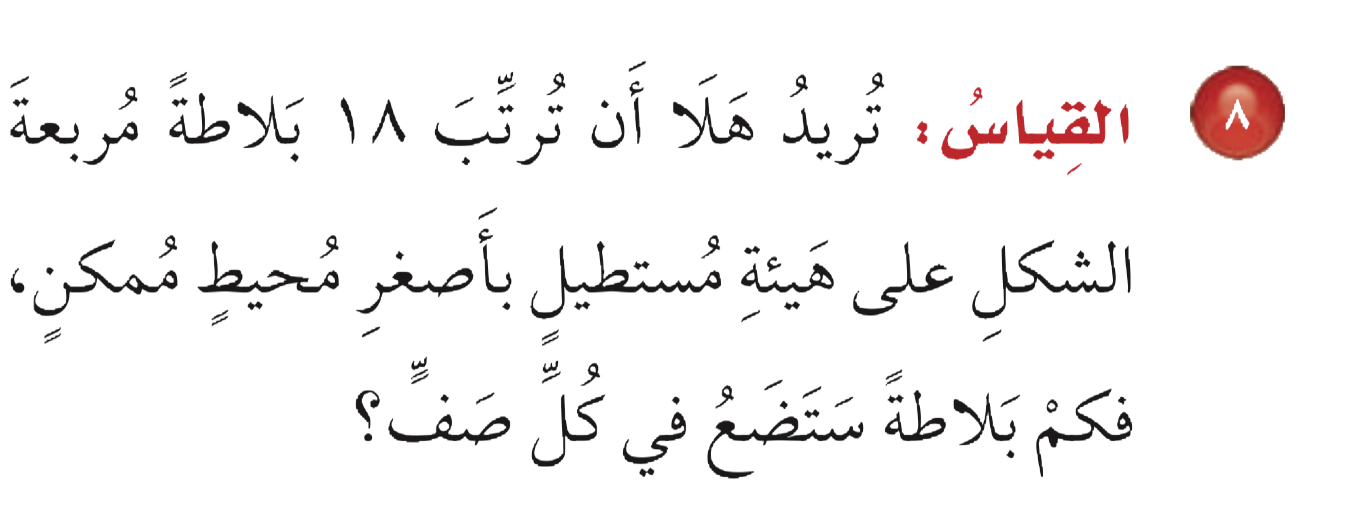 ٨ القِياسُ: تُريدُ هَلَا أَن تُرتِّبَ ١٨ بَلاطةً مُربعةَ
الشكلِ على هَيئةِ مُستطيلٍ بأَصغرِ مُحيطٍ مُمكنٍ،
فكمْ بَلاطةً سَتَضَعُ في كُلِّ صَفٍّ؟